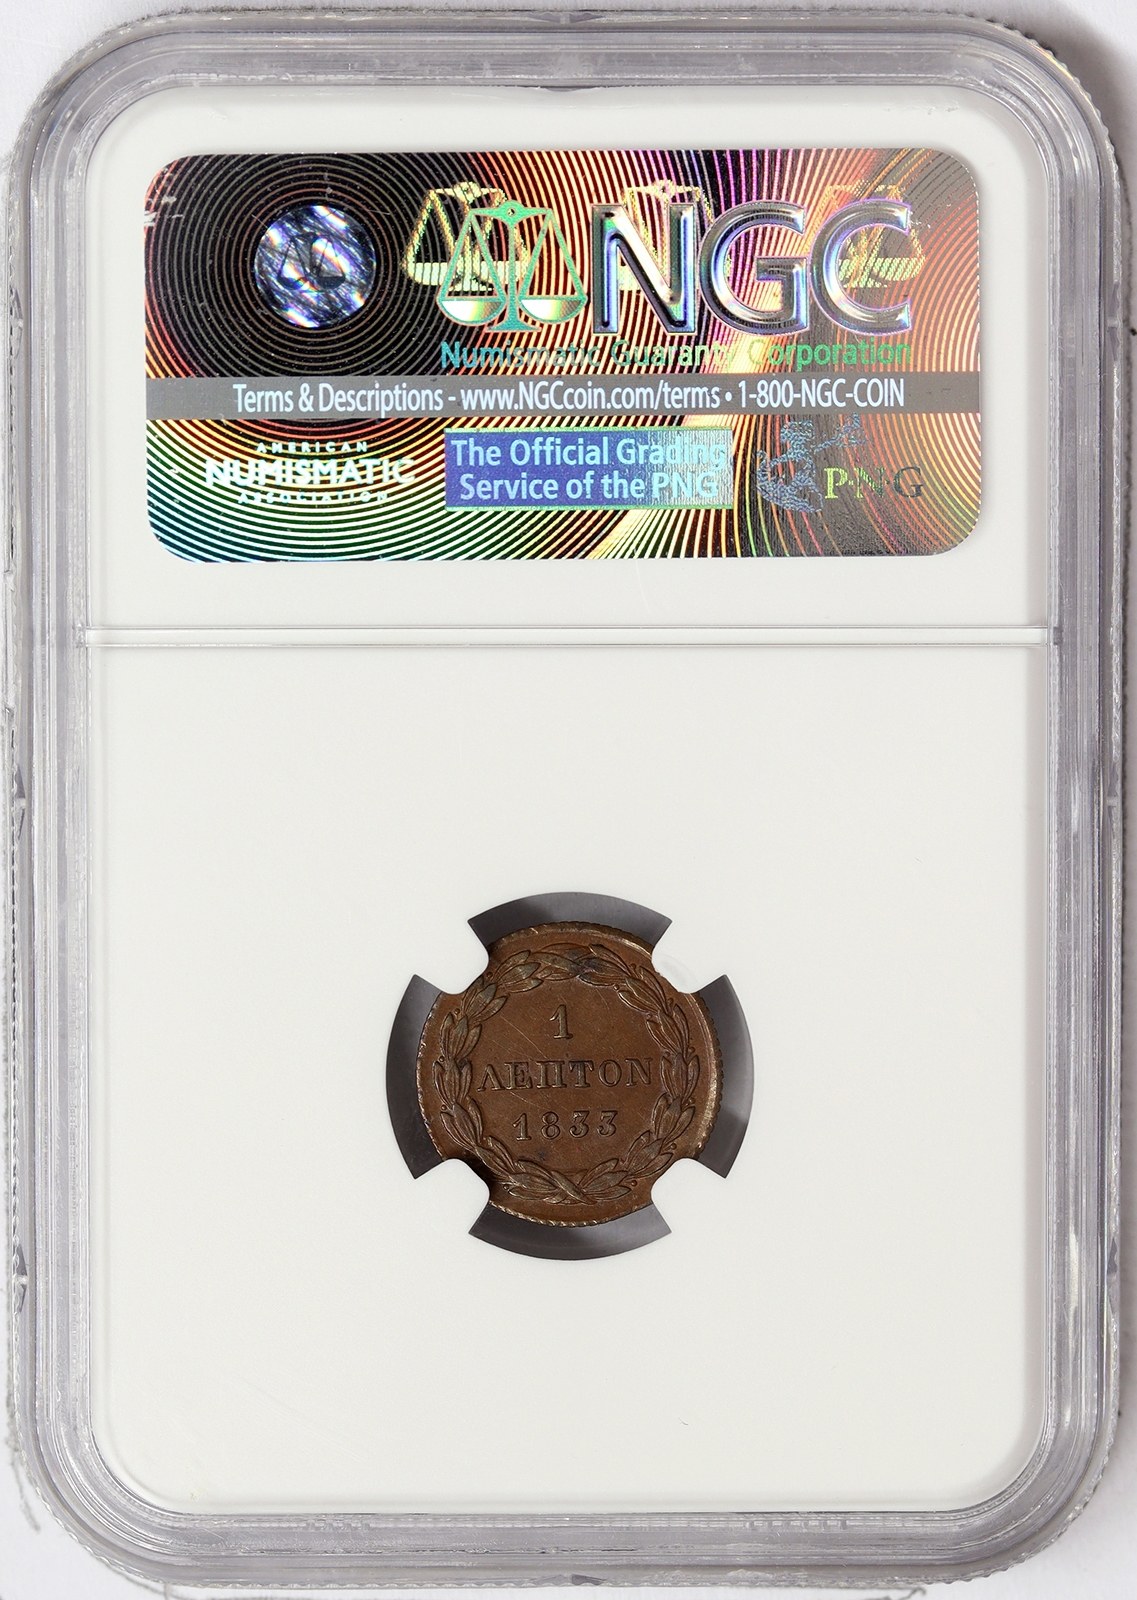 NGC
Numismatic Guaranty Corporation
Terms & Descriptions - www.NGCcoin.com/terms • 1-800-NGC-COIN
AMERICAN
NUMISMATIC
ASSOCIATION
The Official Grading
Service of the PNG
P·N·G
1
ΛΕΠΤΟΝ
1833